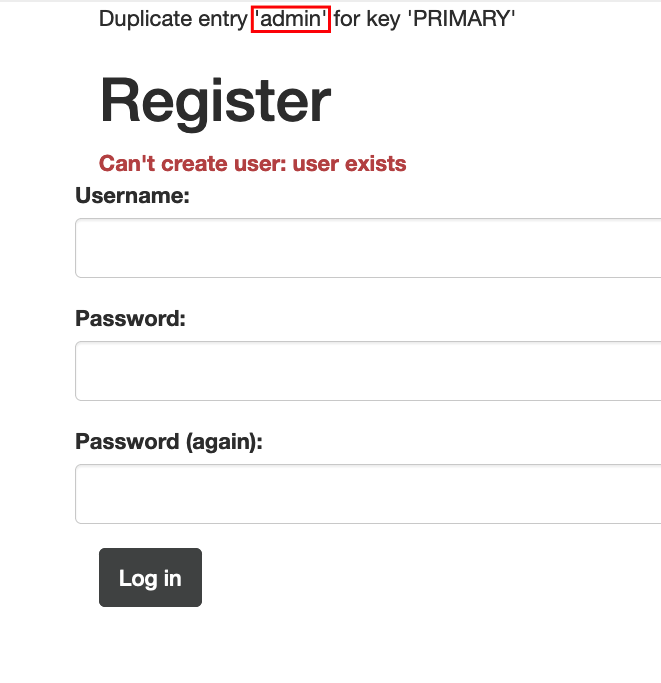 Duplicate entry 'admin' for key 'PRIMARY'
Register
Can't create user: user exists
Username:
Password:
Password (again):
Log in